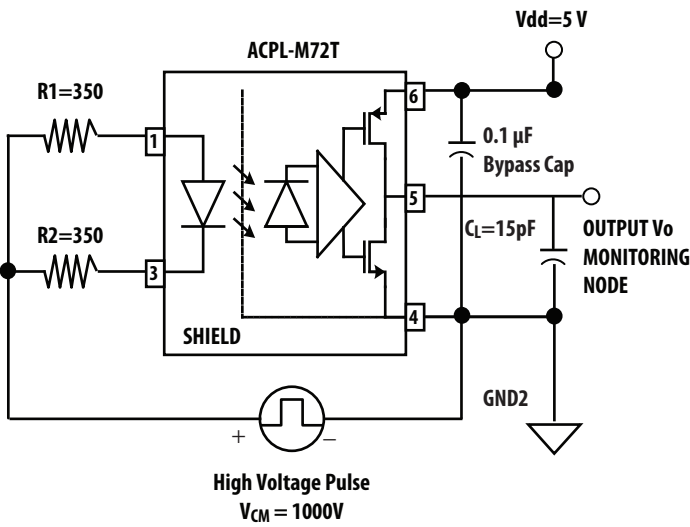 Vdd=5 V
ACPL-M72T
R1=350
6
1
0.1 µF
Bypass Cap
5
R2=350
CL=15pF
OUTPUT Vo
MONITORING
NODE
3
4
SHIELD
GND2
+
–
High Voltage Pulse
VCM = 1000V